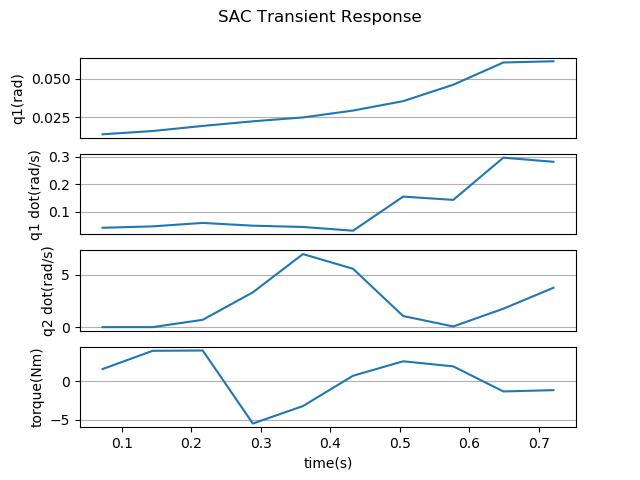 SAC Transient Response
q1(rad)
0.050
0.025
q1 dot(rad/s)
0.3
0.2
0.1
q2 dot(rad/s)
5
0
torque(Nm)
0
−5
0.1 0.2 0.3 0.4 0.5 0.6 0.7
time(s)